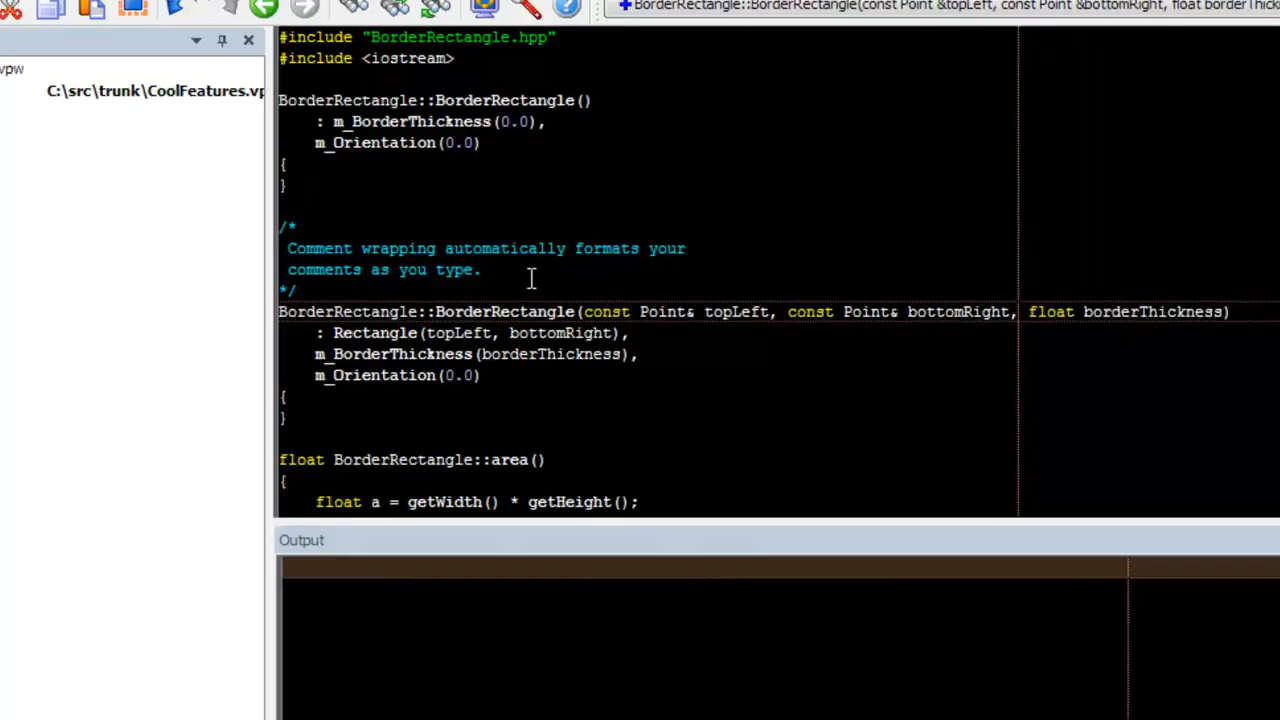 BorderRectangle::BorderRectangle(const Point &topLeft, const Point &bottomRight, float borderThickn
vpw
C:\src\trunk\CoolFeatures.vp
#include "BorderRectangle.hpp"
#include <iostream>
BorderRectangle::BorderRectangle()
: m_BorderThickness(0.0),
m_Orientation(0.0)
{
}
/*
Comment wrapping automatically formats your
comments as you type.
*/
BorderRectangle::BorderRectangle(const Point& topLeft, const Point& bottomRight, float borderThickness)
: Rectangle(topLeft, bottomRight),
m_BorderThickness(borderThickness),
m_Orientation(0.0)
{
}
float BorderRectangle::area()
{
float a = getWidth() * getHeight();
Output